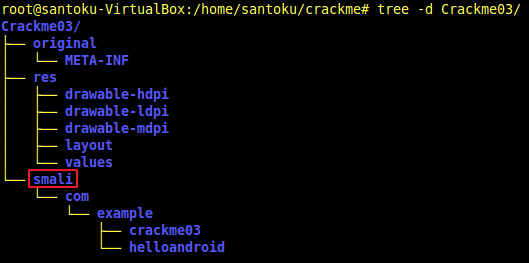 root@santoku-VirtualBox:/home/santoku/crackme# tree -d Crackme03/
Crackme03/
├── original
│   └── META-INF
├── res
│   ├── drawable-hdpi
│   ├── drawable-ldpi
│   ├── drawable-mdpi
│   ├── layout
│   └── values
└── smali
    └── com
        └── example
            ├── crackme03
            └── helloandroid